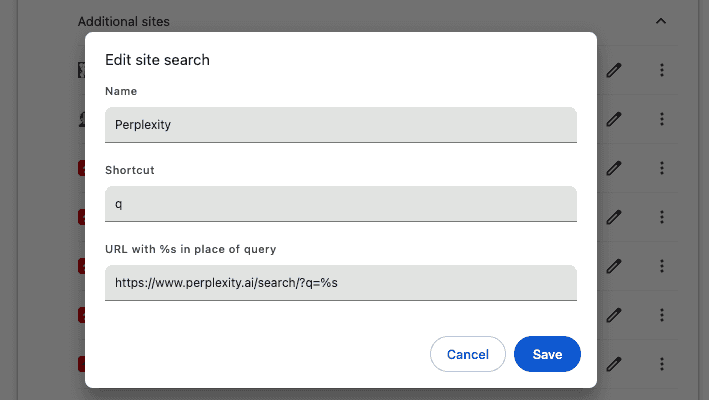 Additional sites
Edit site search
Name
Perplexity
Shortcut
q
URL with %s in place of query
https://www.perplexity.ai/search/?q=%s
Cancel
Save